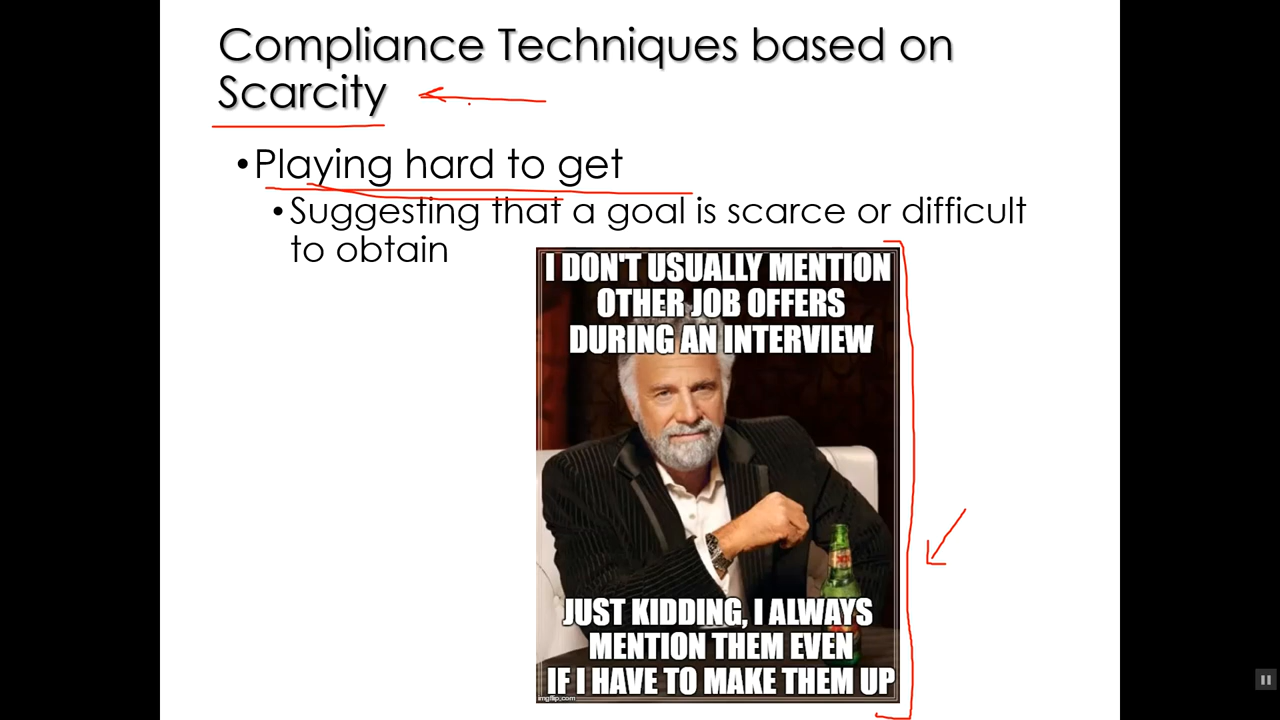 Compliance Techniques based on
Scarcity
•Playing hard to get
•Suggesting that a goal is scarce or difficult
to obtain
I DON'T USUALLY MENTION
OTHER JOB OFFERS
DURING AN INTERVIEW
JUST KIDDING, I ALWAYS
MENTION THEM EVEN
IF I HAVE TO MAKE THEM UP
imgflip.com